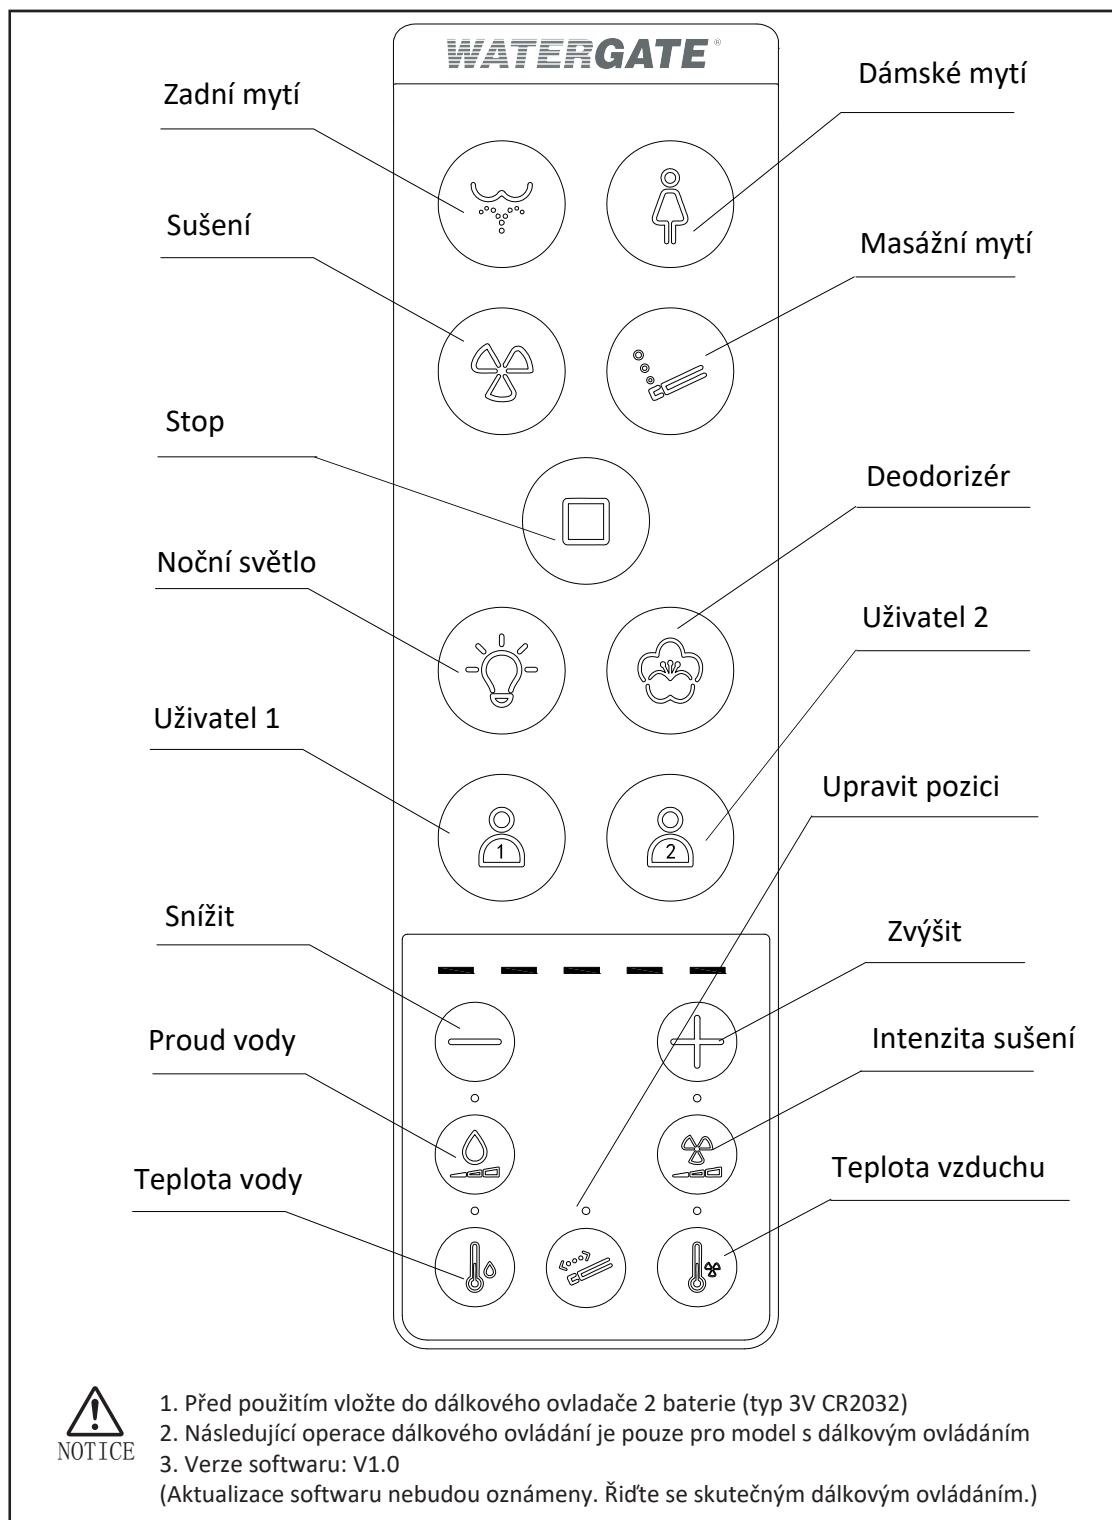 WATERGATE®
Zadní mytí
Dámské mytí
Sušení
Masážní mytí
Stop
Deodorizér
Noční světlo
Uživatel 2
Uživatel 1
1
2
Upravit pozici
Snížit
Zvýšit
Proud vody
Intenzita sušení
Teplota vody
Teplota vzduchu
NOTICE
1. Před použitím vložte do dálkového ovladače 2 baterie (typ 3V CR2032)
2. Následující operace dálkového ovládání je pouze pro model s dálkovým ovládáním
3. Verze softwaru: V1.0
(Aktualizace softwaru nebudou oznámeny. Řiďte se skutečným dálkovým ovládáním.)